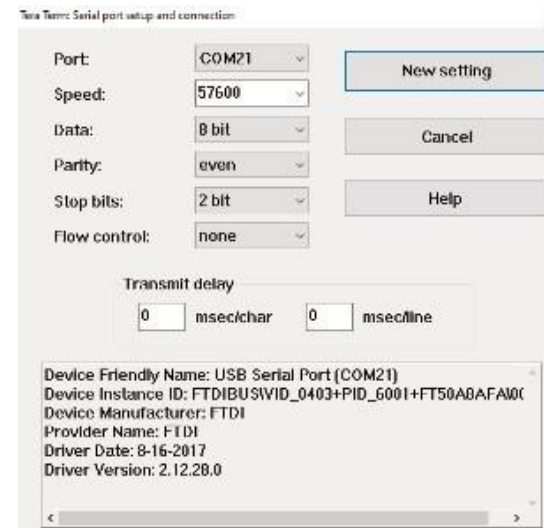 Tera Term: Serial port setup and connection
Port: COM21
New setting
Speed: 57600
Data: 8 bit
Cancel
Parity: even
Stop bits: 2 bit
Help
Flow control: none
Transmit delay
0 msec/char 0 msec/line
Device Friendly Name: USB Serial Port (COM21)
Device Instance ID: FTDIBUS\VID_0403+PID_6001+FT50A8AFA\00
Device Manufacturer: FTDI
Provider Name: FTDI
Driver Date: 8-16-2017
Driver Version: 2.12.28.0